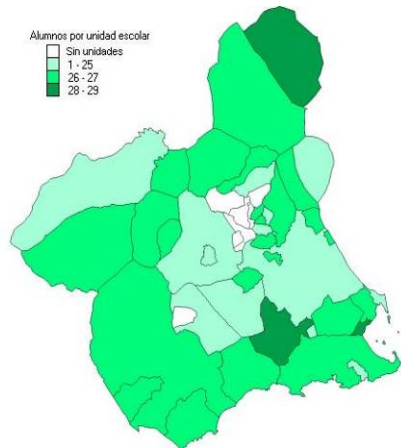 Alumnos por unidad escolar
Sin unidades
1 - 25
26 - 27
28 - 29